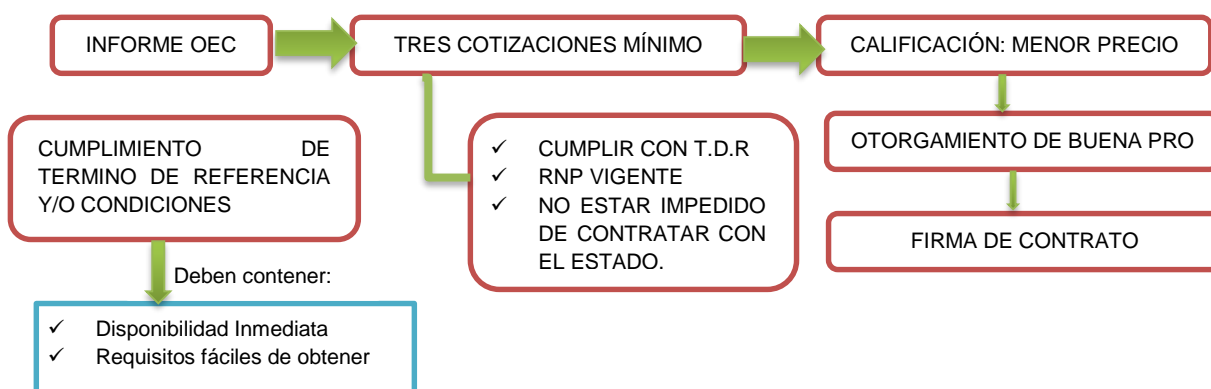 INFORME OEC
TRES COTIZACIONES MÍNIMO
CALIFICACIÓN: MENOR PRECIO
CUMPLIMIENTO DE
TERMINO DE REFERENCIA
Y/O CONDICIONES
✓ CUMPLIR CON T.D.R
✓ RNP VIGENTE
✓ NO ESTAR IMPEDIDO
DE CONTRATAR CON
EL ESTADO.
OTORGAMIENTO DE BUENA PRO
FIRMA DE CONTRATO
Deben contener:
✓ Disponibilidad Inmediata
✓ Requisitos fáciles de obtener